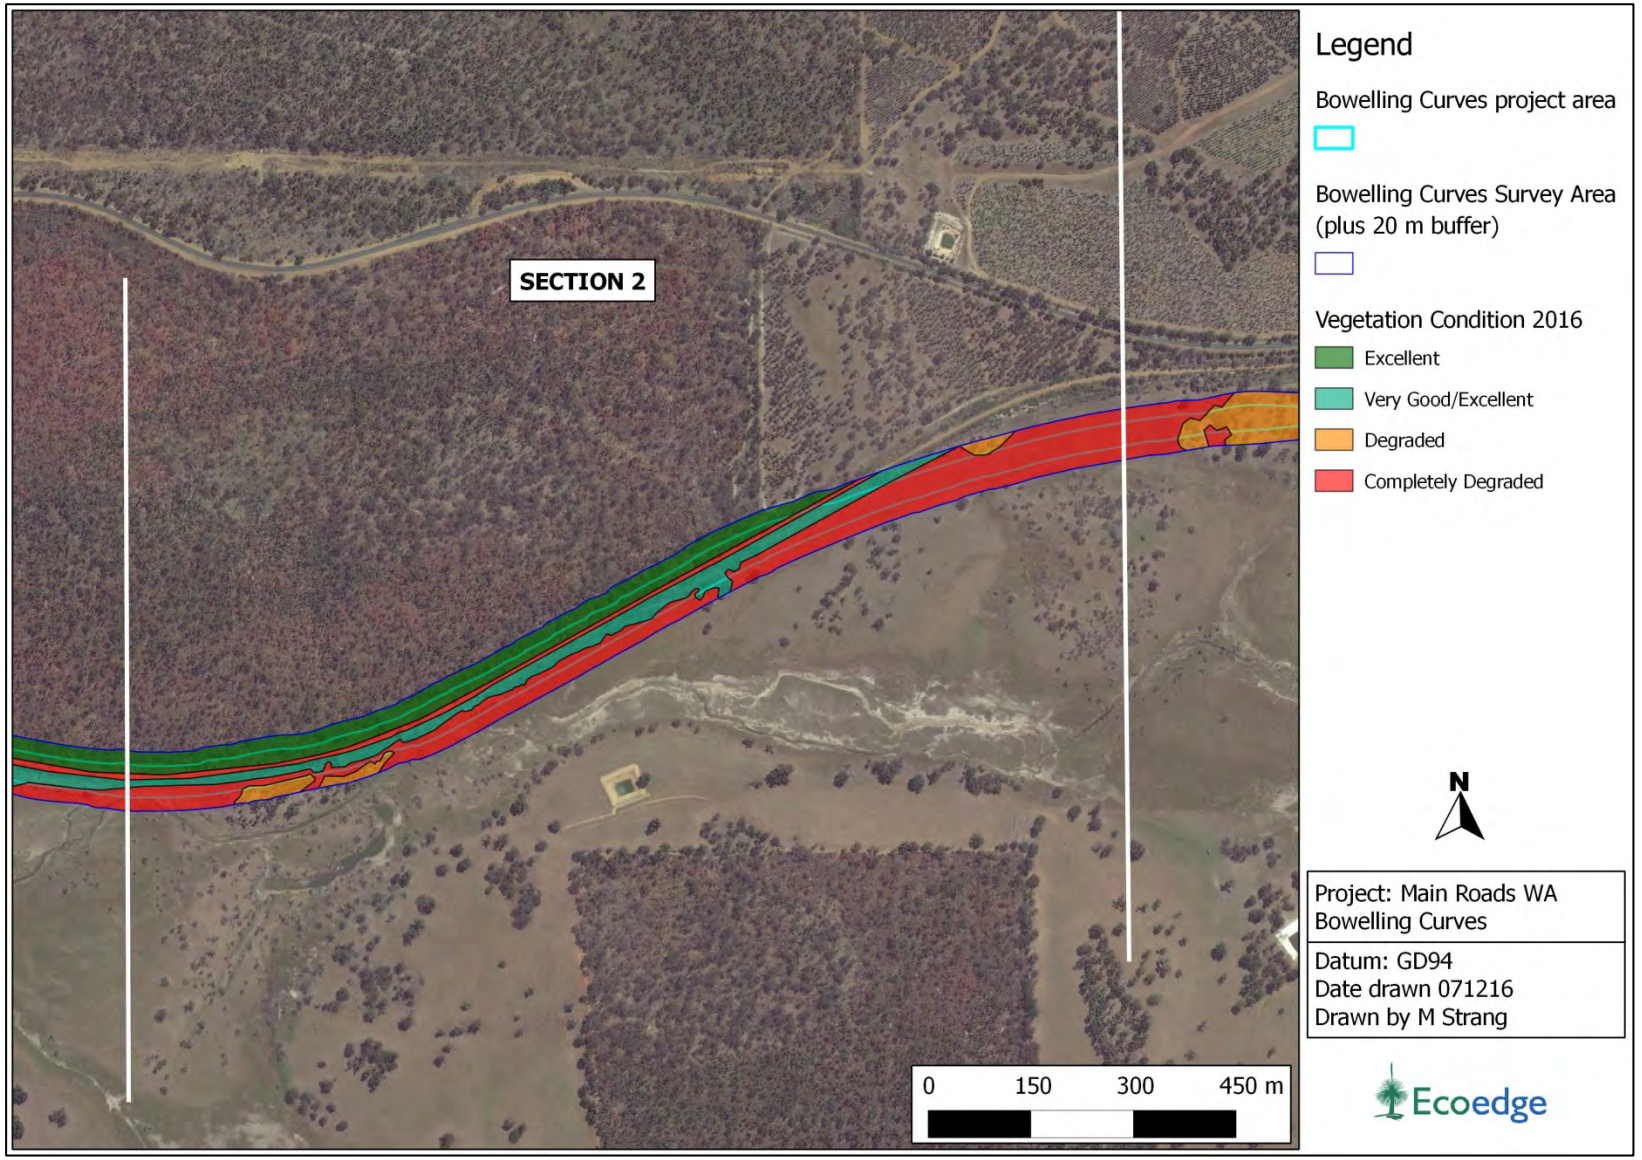 SECTION 2
Legend
Bowelling Curves project area
Bowelling Curves Survey Area
(plus 20 m buffer)
Vegetation Condition 2016
Excellent
Very Good/Excellent
Degraded
Completely Degraded
N
Project: Main Roads WA
Bowelling Curves
Datum: GD94
Date drawn 071216
Drawn by M Strang
0 150 300 450 m
Ecoedge